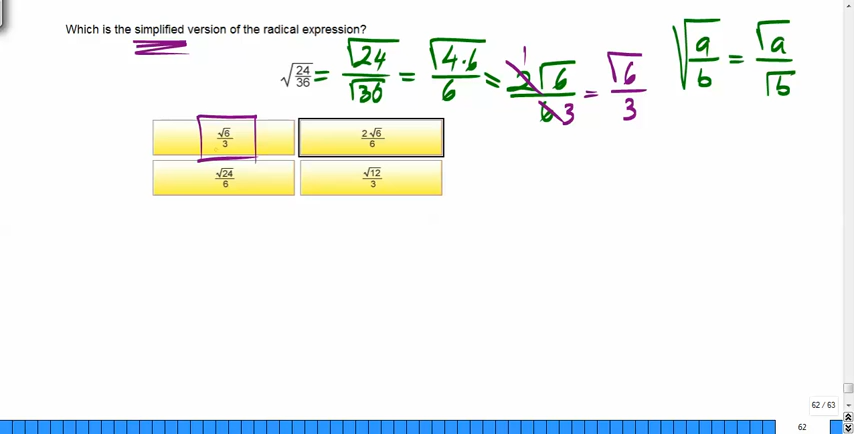 Which is the simplified version of the radical expression?
√(24/36) = √24/√36 = √(4·6)/6 = 2√6/6 1 3 = √6/3
√(a/b) = √a/√b
√6/3
2√6/6
√24/6
√12/3
62 / 63
62